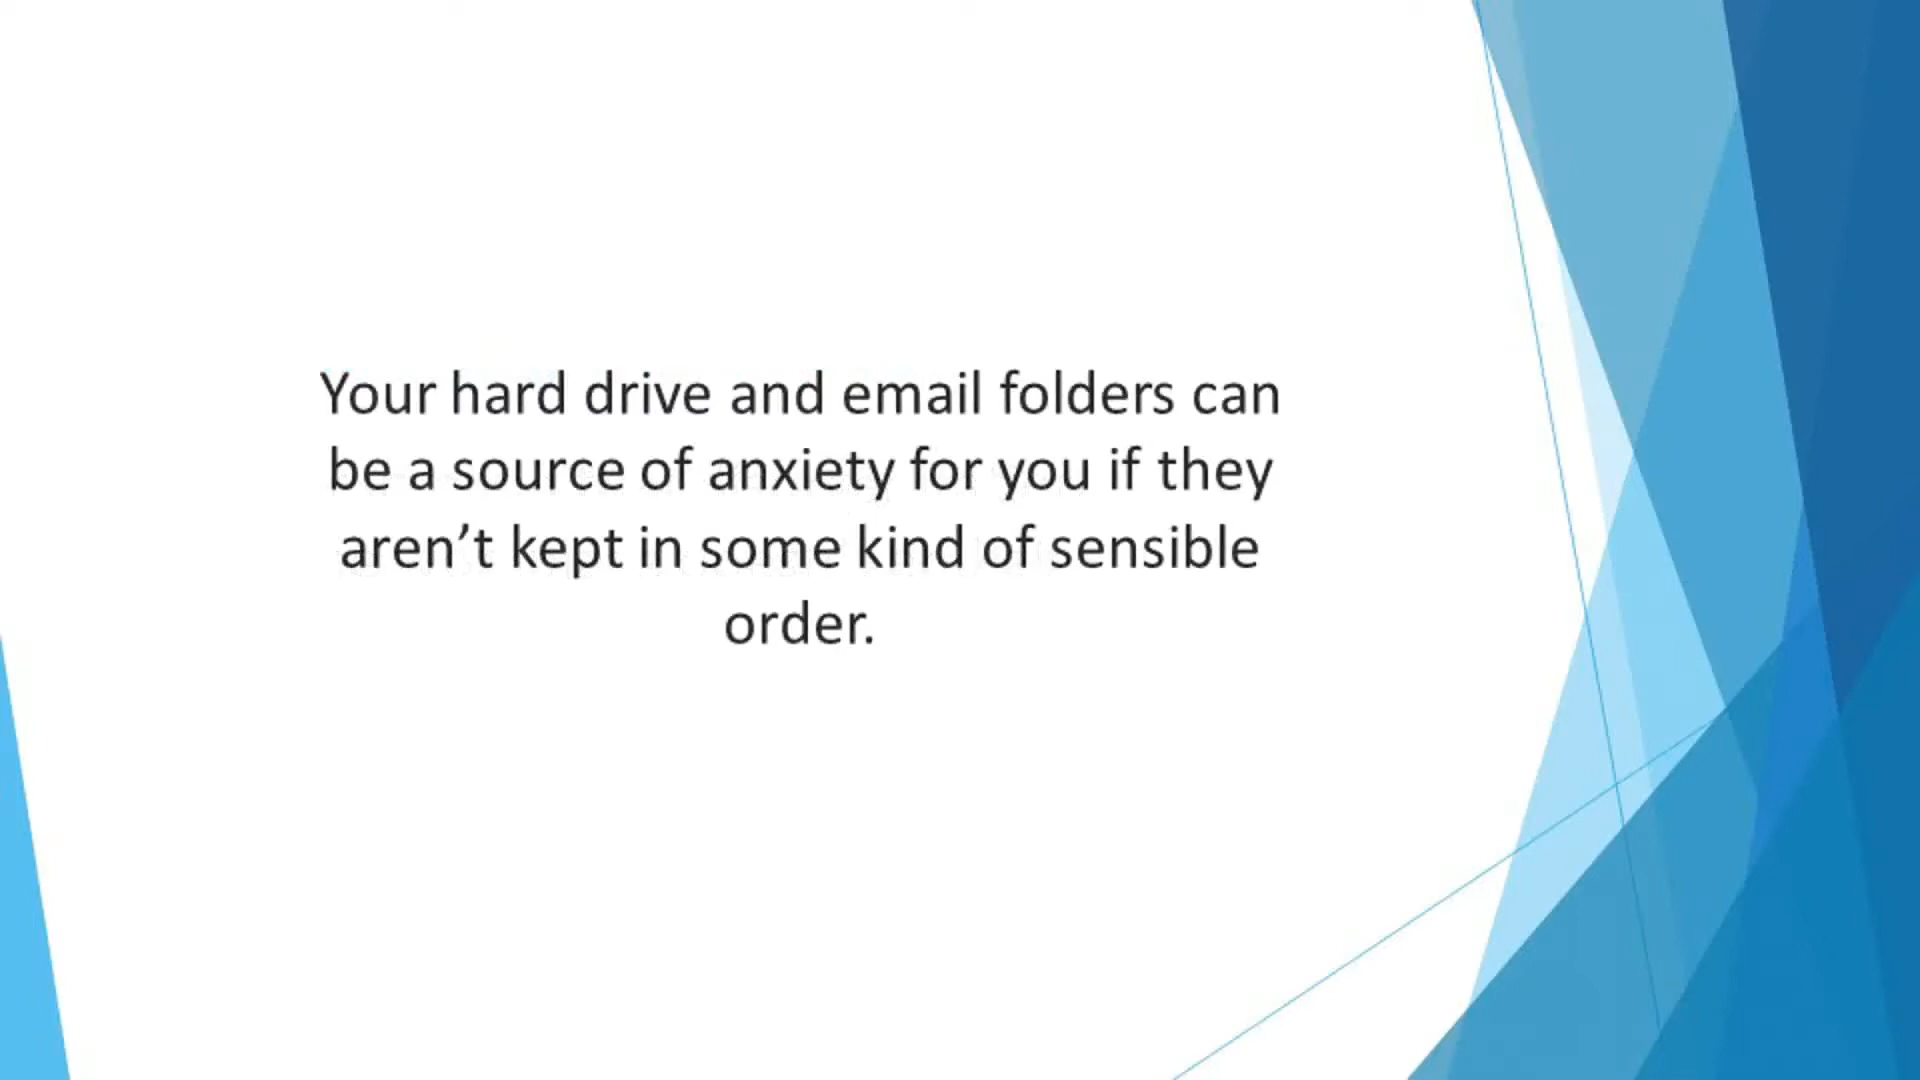 Your hard drive and email folders can
be a source of anxiety for you if they
aren’t kept in some kind of sensible
order.